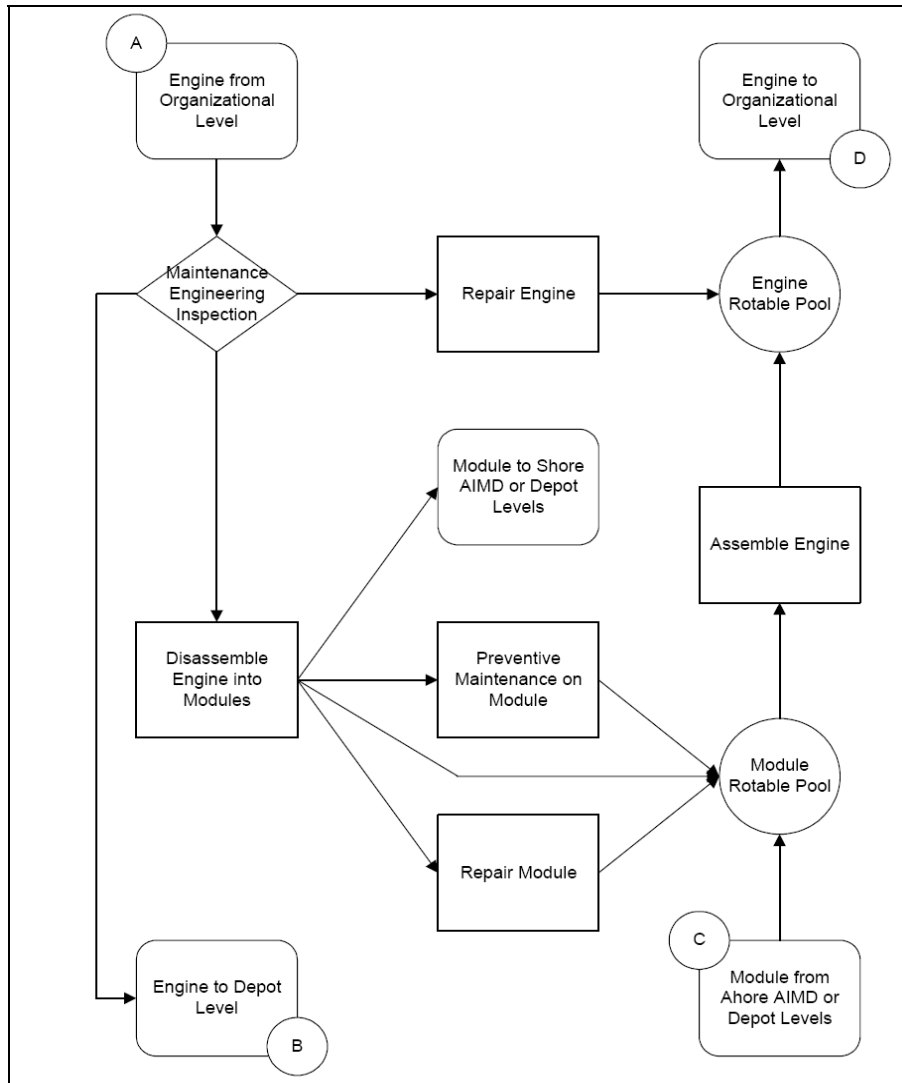 A
Engine from
Organizational
Level
Engine to
Organizational
Level
D
Maintenance
Engineering
Inspection
Repair Engine
Engine
Rotable Pool
Module to Shore
AIMD or Depot
Levels
Assemble Engine
Disassemble
Engine into
Modules
Preventive
Maintenance on
Module
Module
Rotable Pool
Repair Module
C
Engine to Depot
Level
B
Module from
Ahore AIMD or
Depot Levels